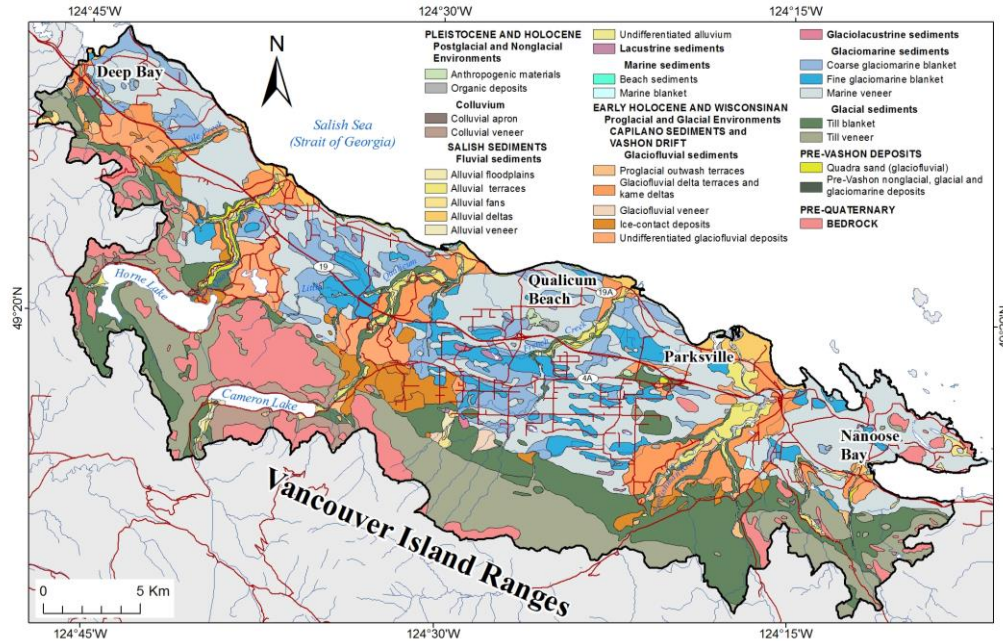 124°45'W
124°30'W
124°15'W
N
Deep Bay
Salish Sea
(Strait of Georgia)
PLEISTOCENE AND HOLOCENE
Postglacial and Nonglacial
Environments
Anthropogenic materials
Organic deposits
Colluvium
Colluvial apron
Colluvial veneer
SALISH SEDIMENTS
Fluvial sediments
Alluvial floodplains
Alluvial terraces
Alluvial fans
Alluvial deltas
Alluvial veneer
Undifferentiated alluvium
Lacustrine sediments
Marine sediments
Beach sediments
Marine blanket
EARLY HOLOCENE AND WISCONSINAN
Proglacial and Glacial Environments
CAPILANO SEDIMENTS and
VASHON DRIFT
Glaciofluvial sediments
Proglacial outwash terraces
Glaciofluvial delta terraces and
kame deltas
Glaciofluvial veneer
Ice-contact deposits
Undifferentiated glaciofluvial deposits
Glaciolacustrine sediments
Glaciomarine sediments
Coarse glaciomarine blanket
Fine glaciomarine blanket
Marine veneer
Glacial sediments
Till blanket
Till veneer
PRE-VASHON DEPOSITS
Quadra sand (glaciofluvial)
Pre-Vashon nonglacial, glacial and
glaciomarine deposits
PRE-QUATERNARY
BEDROCK
Horne Lake
19
Little
Qualicum
Qualicum
Beach
19A
49°20'N
49°20'N
Creek
Parksville
4A
Cameron Lake
Nanoose
Bay
Vancouver Island Ranges
0
5 Km
124°45'W
124°30'W
124°15'W